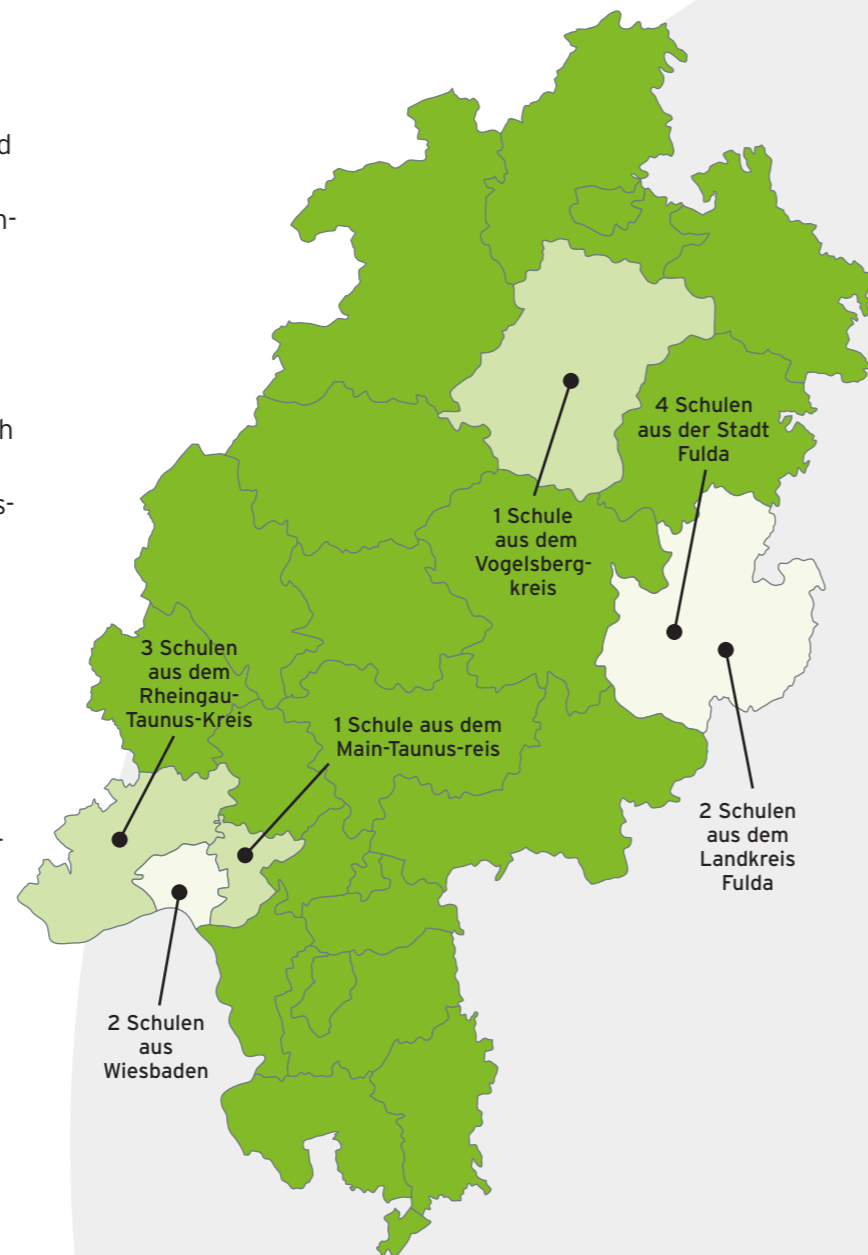 d
n-
h
s-
4 Schulen
aus der Stadt
Fulda
1 Schule
aus dem
Vogelsberg-
kreis
3 Schulen
aus dem
Rheingau-
Taunus-Kreis
1 Schule aus dem
Main-Taunus-reis
2 Schulen
aus dem
Landkreis
Fulda
2 Schulen
aus
Wiesbaden